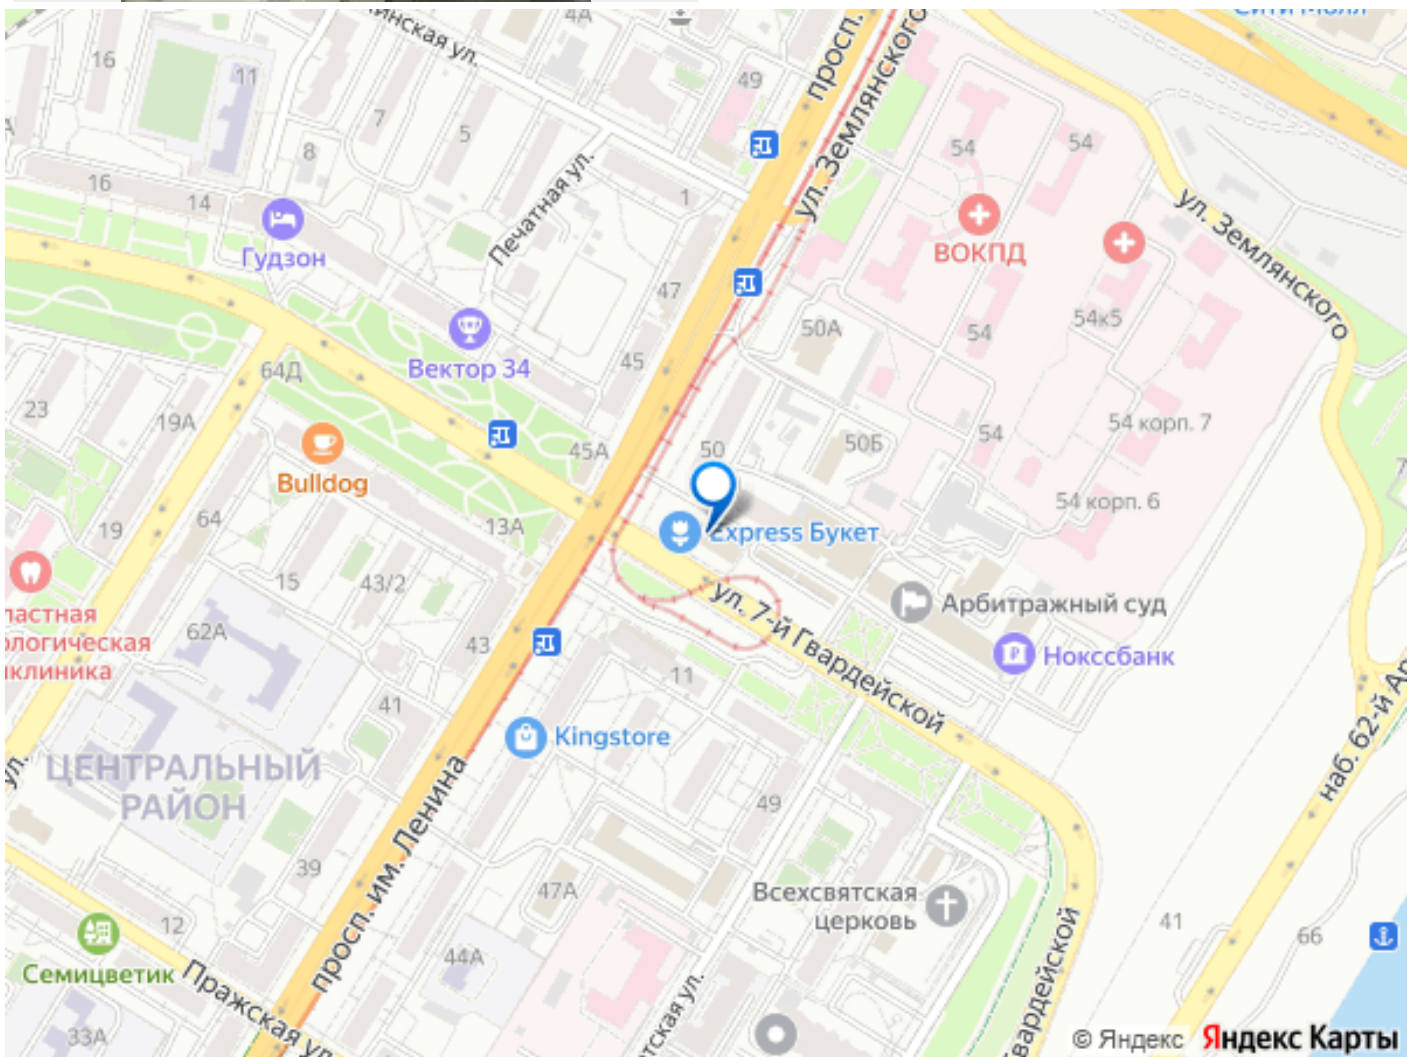 4А
Сити Молл
просп.
ул. Землянского
16
11
49
7
5
8
54
54
16
14
Печатная ул.
1
ул. Землянского
Гудзон
ВОКПД
47
54к5
50А
54
Вектор 34
45
64Д
23
19А
54 корп. 7
45А
50
50Б
54
Bulldog
54 корп. 6
64
13А
19
Express Букет
15
43/2
ул. 7-й Гвардейской
Арбитражный суд
62А
43
Нокссбанк
11
клиника
41
Kingstore
ЦЕНТРАЛЬНЫЙ
РАЙОН
наб. 62-й
49
39
просп. им. Ленина
47А
Всехсвятская
церковь
12
41
66
44А
Семицветик
Пражская ул.
33А
© Яндекс Яндекс Карты